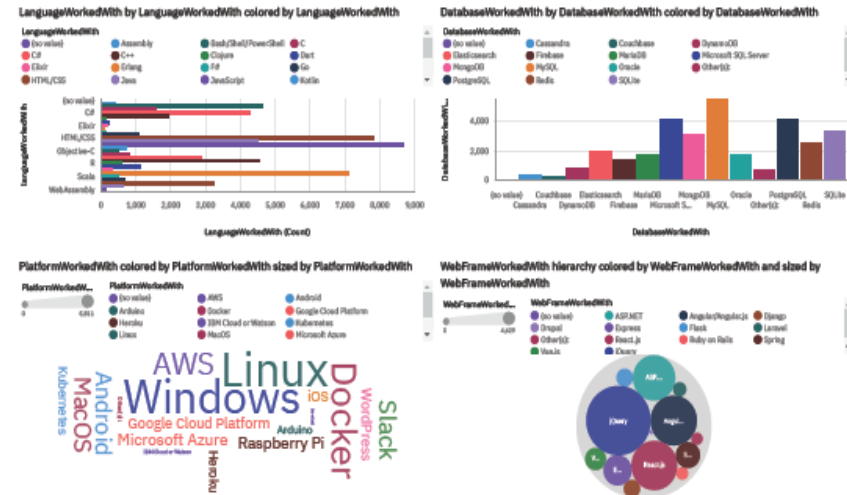 LanguageWorkedWith by LanguageWorkedWith colored by LanguageWorkedWith
LanguageWorkedWith
(no value) Assembly Bash/Shell/PowerShell C
C# C++ Clojure Dart
Elixir Erlang F# Go
HTML/CSS Java JavaScript Kotlin
LanguageWorkedWith
(no value)
C#
Elixir
HTML/CSS
Objective-C
R
Scala
WebAssembly
0 1,000 2,000 3,000 4,000 5,000 6,000 7,000 8,000 9,000
LanguageWorkedWith (Count)
DatabaseWorkedWith by DatabaseWorkedWith colored by DatabaseWorkedWith
DatabaseWorkedWith
(no value) Cassandra Couchbase DynamoDB
Elasticsearch Firebase MariaDB Microsoft SQL Server
MongoDB MySQL Oracle Other(s):
PostgreSQL Redis SQLite
DatabaseWorkedWi...
4,000
2,000
0
(no value) Couchbase Elasticsearch MariaDB MongoDB Oracle PostgreSQL SQLite
Cassandra DynamoDB Firebase Microsoft S... MySQL Other(s): Redis
DatabaseWorkedWith
PlatformWorkedWith colored by PlatformWorkedWith sized by PlatformWorkedWith
PlatformWorkedW...
0
PlatformWorkedWith
(no value) AWS Android
Arduino Docker Google Cloud Platform
Heroku IBM Cloud or Watson Kubernetes
Linux MacOS Microsoft Azure
Kubernetes
MacOS
Android
AWS
Linux
Windows
iOS
Docker
WordPress
Slack
Google Cloud Platform
Arduino
Microsoft Azure
Raspberry Pi
IBM Cloud or Watson
Heroku
WebFrameWorkedWith hierarchy colored by WebFrameWorkedWith and sized by
WebFrameWorkedWith
WebFrameWorked...
WebFrameWorkedWith
(no value) ASP.NET Angular/Angular.js Django
Drupal Express Flask Laravel
Other(s): React.js Ruby on Rails Spring
Vue.js jQuery
ASP...
jQuery
Angul...
V...
E...
React.js
S...